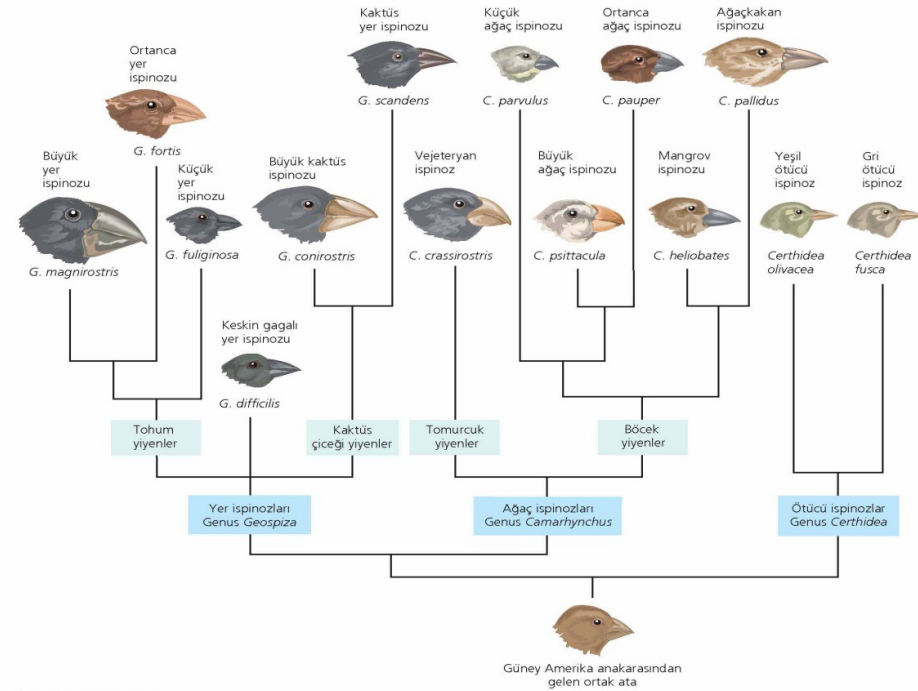 Kaktüs
yer ispinozu
G. scandens
Küçük
ağaç ispinozu
C. parvulus
Ortanca
ağaç ispinozu
C. pauper
Ağaçkakan
ispinozu
C. pallidus
Ortanca
yer
ispinozu
G. fortis
Büyük
yer
ispinozu
G. magnirostris
Küçük
yer
ispinozu
G. fuliginosa
Büyük kaktüs
ispinozu
G. conirostris
Vejeteryan
ispinoz
C. crassirostris
Büyük
ağaç ispinozu
C. psittacula
Mangrov
ispinozu
C. heliobates
Yeşil
ötücü
ispinoz
Certhidea
olivacea
Gri
ötücü
ispinoz
Certhidea
fusca
Keskin gagalı
yer ispinozu
G. difficilis
Tohum
yiyenler
Kaktüs
çiceği yiyenler
Tomurcuk
yiyenler
Böcek
yiyenler
Yer ispinozları
Genus Geospiza
Ağaç ispinozları
Genus Camarhynchus
Ötücü ispinozlar
Genus Certhidea
Güney Amerika anakarasından
gelen ortak ata